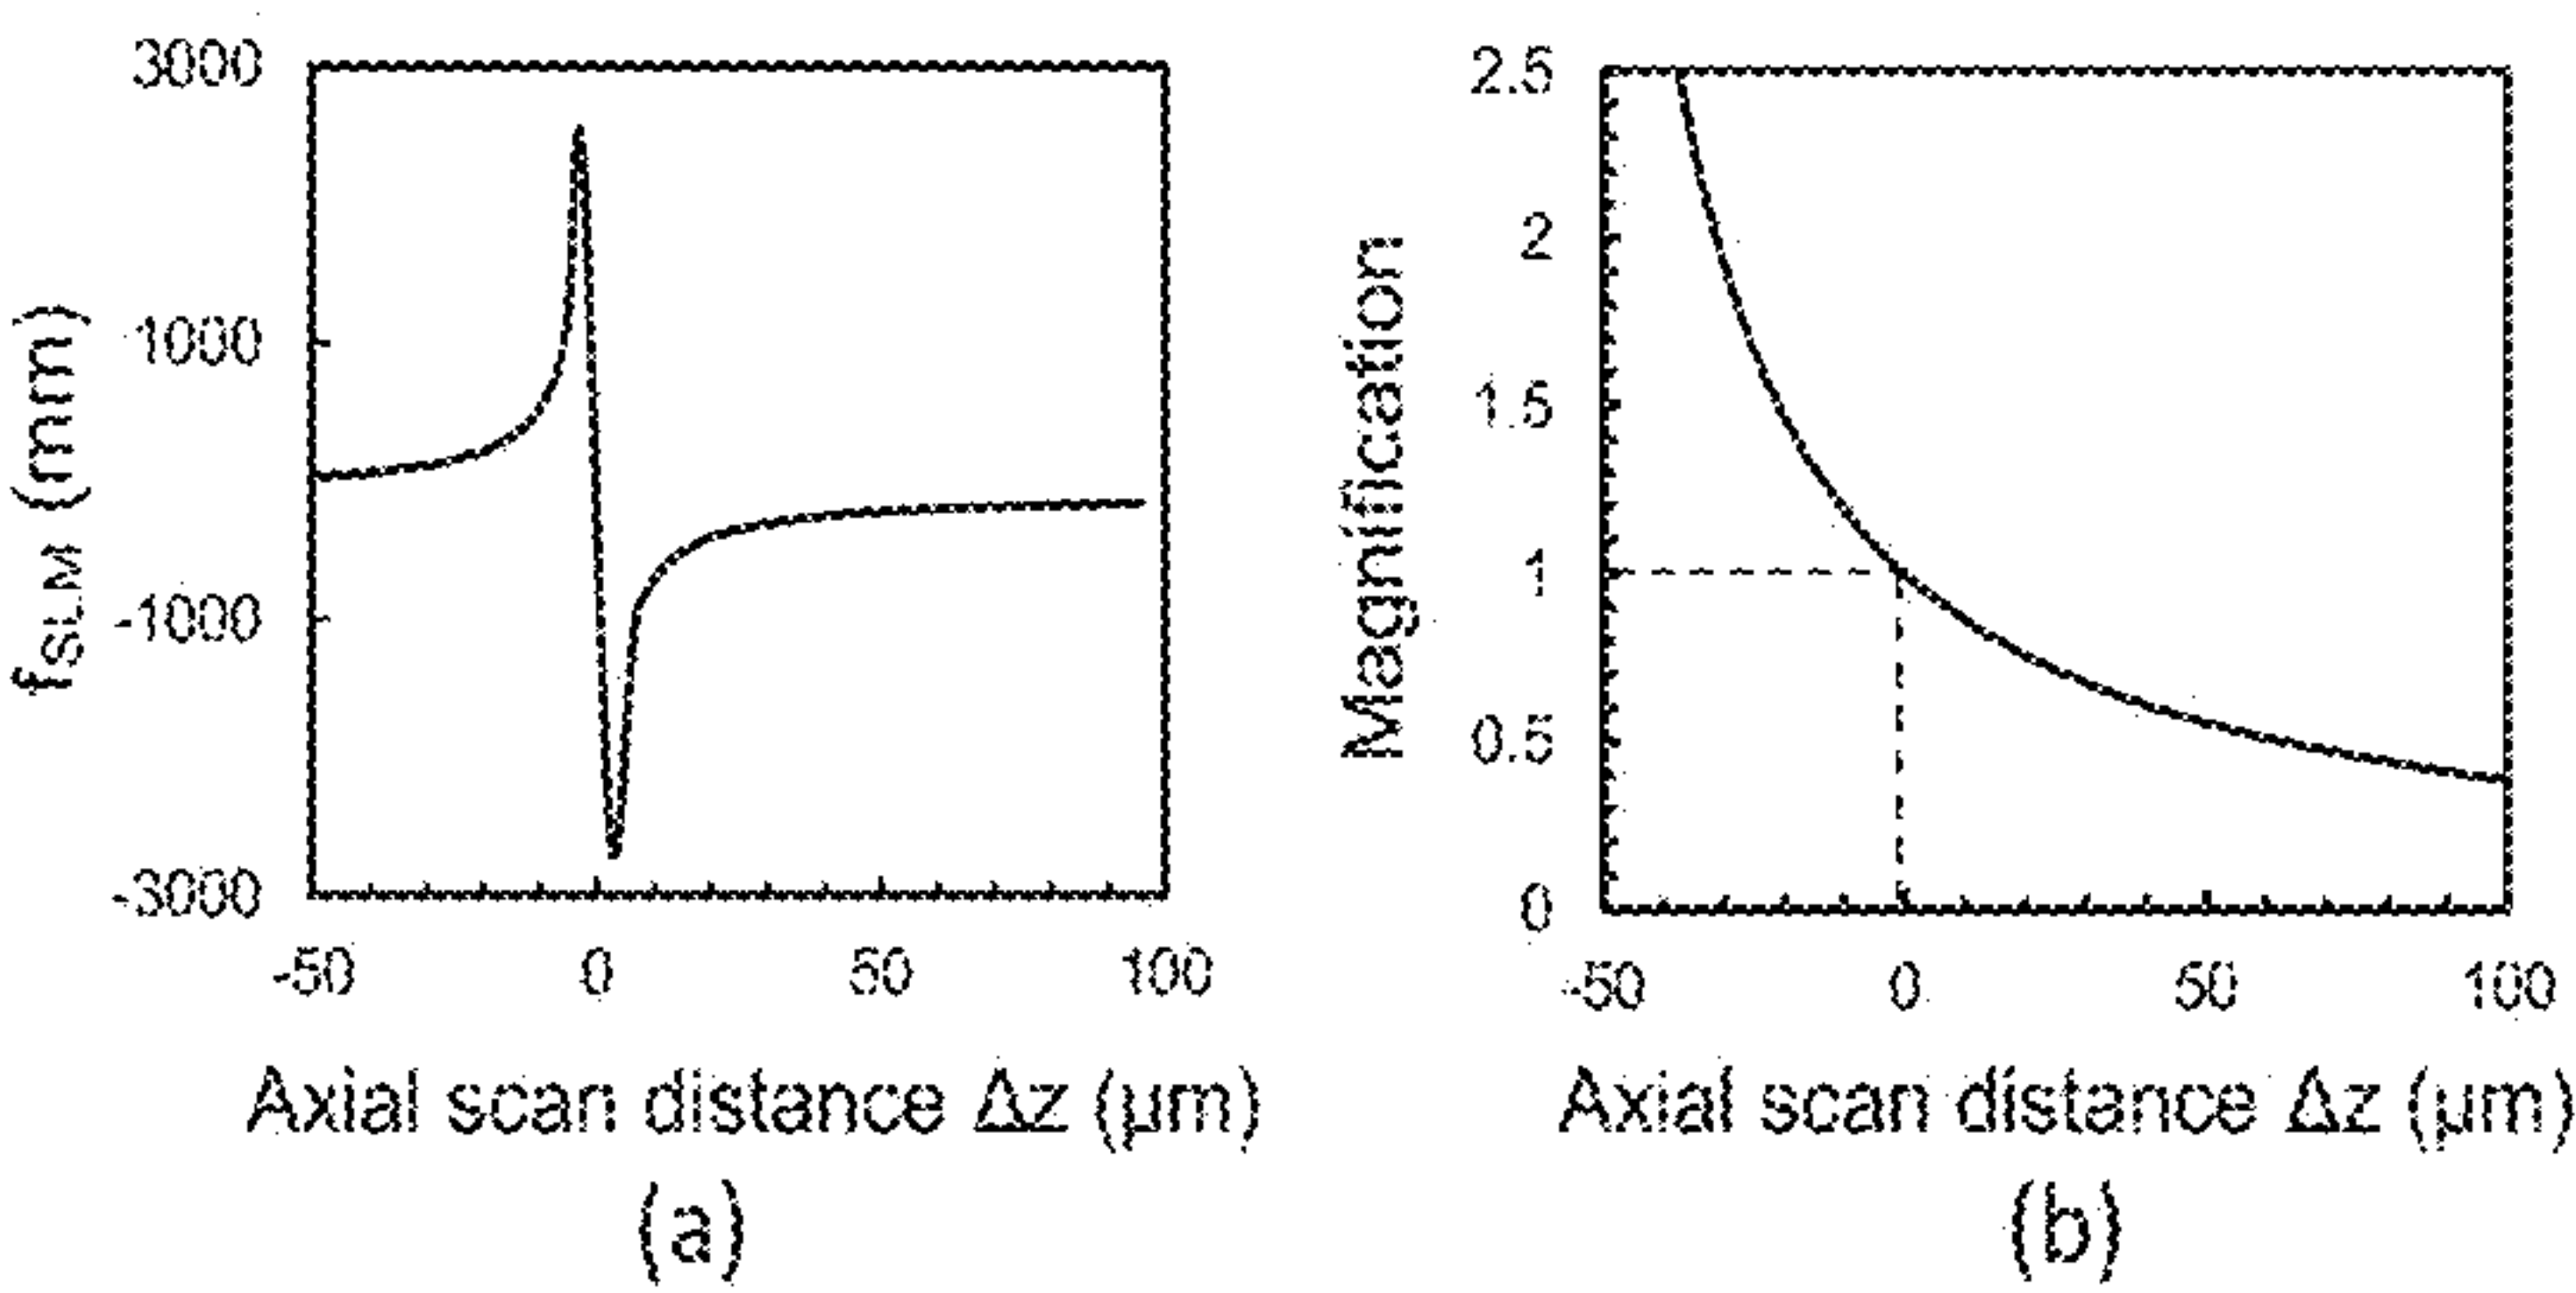 3000
1000
-1000
-3000
f_SLM (mm)
-50 0 50 100
Axial scan distance Δz (μm)
(a)
2.5
2
1.5
1
0.5
0
Magnification
-50 0 50 100
Axial scan distance Δz (μm)
(b)